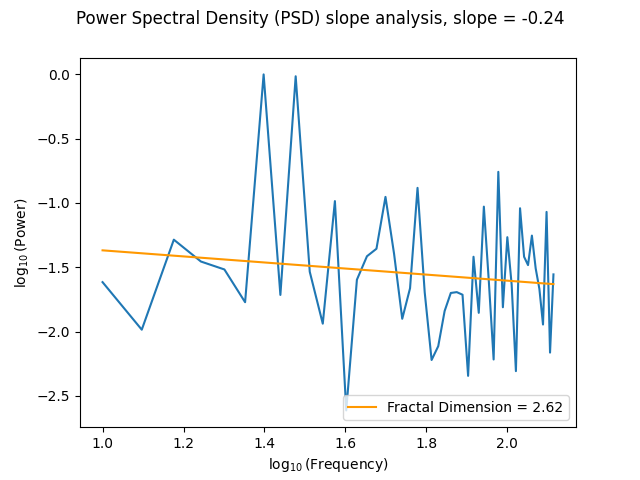 Power Spectral Density (PSD) slope analysis, slope = -0.24
0.0
−0.5
−1.0
−1.5
−2.0
−2.5
log₁₀(Power)
Fractal Dimension = 2.62
1.0 1.2 1.4 1.6 1.8 2.0
log₁₀(Frequency)